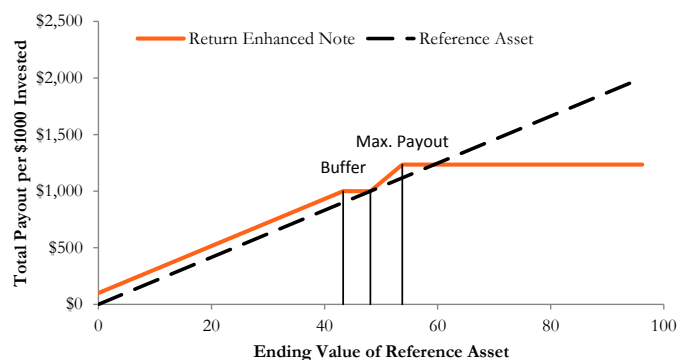 $2,500
Return Enhanced Note
Reference Asset
$2,000
$1,500
Max. Payout
Buffer
$1,000
$500
$0
0
20
40
60
80
100
Total Payout per $1000 Invested
Ending Value of Reference Asset